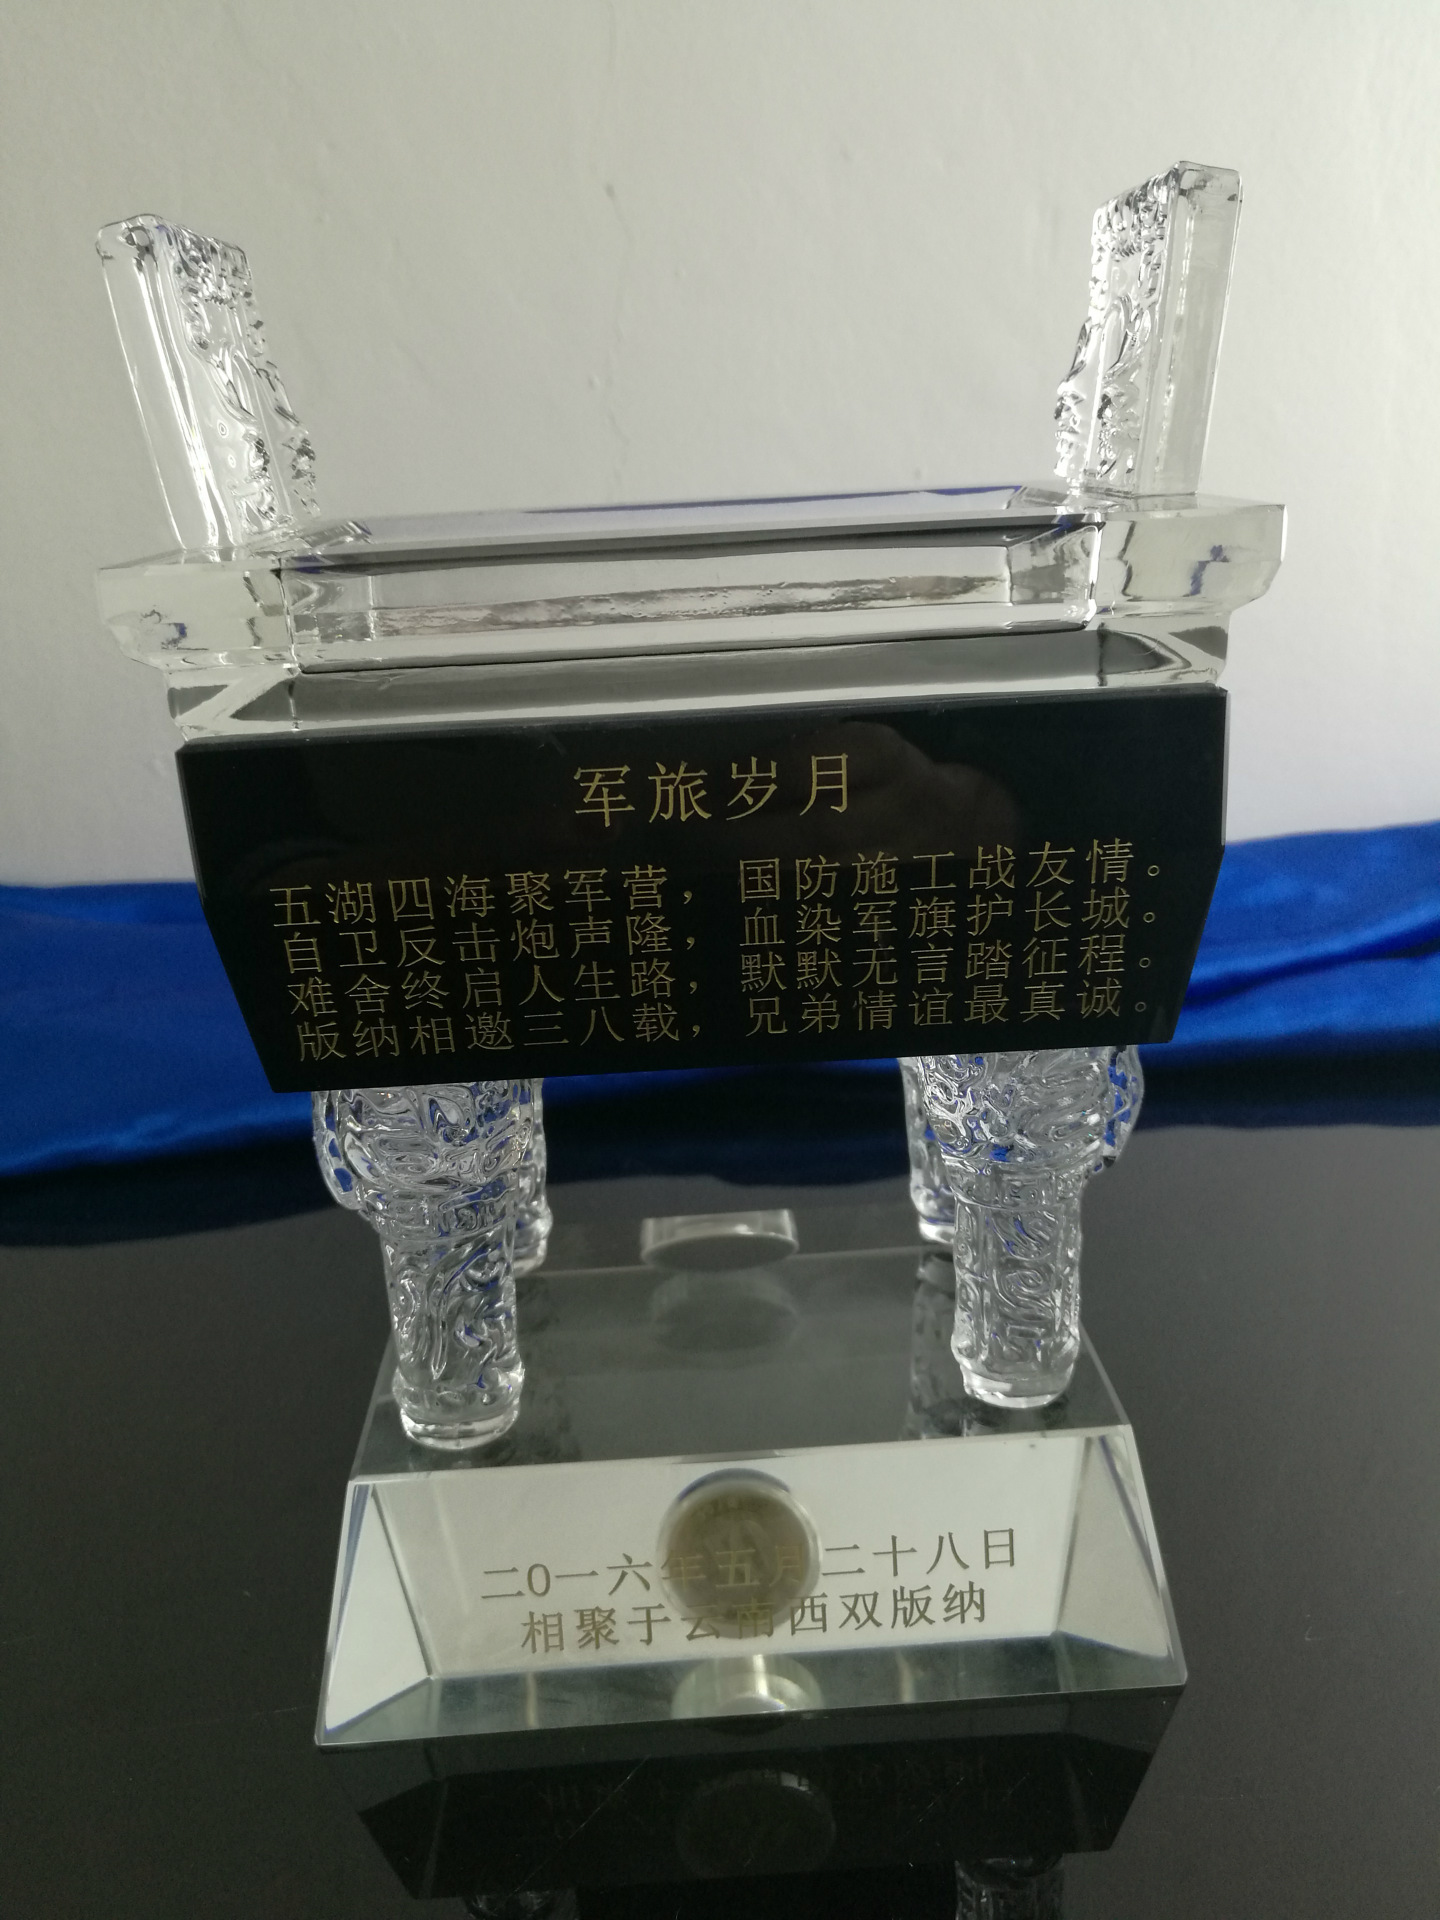 军旅岁月
五湖四海聚军营，国防施工战友情。
自卫反击炮声隆，血染军旗护长城。
难舍终启人生路，默默无言踏征程。
版纳相邀三八载，兄弟情谊最真诚。
二0一六年五月二十八日
相聚于云南西双版纳